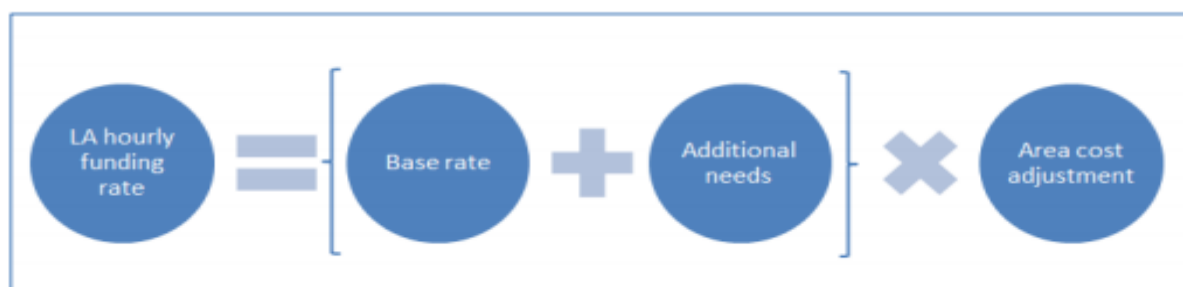 LA hourly
funding
rate
Base rate
Additional
needs
Area cost
adjustment